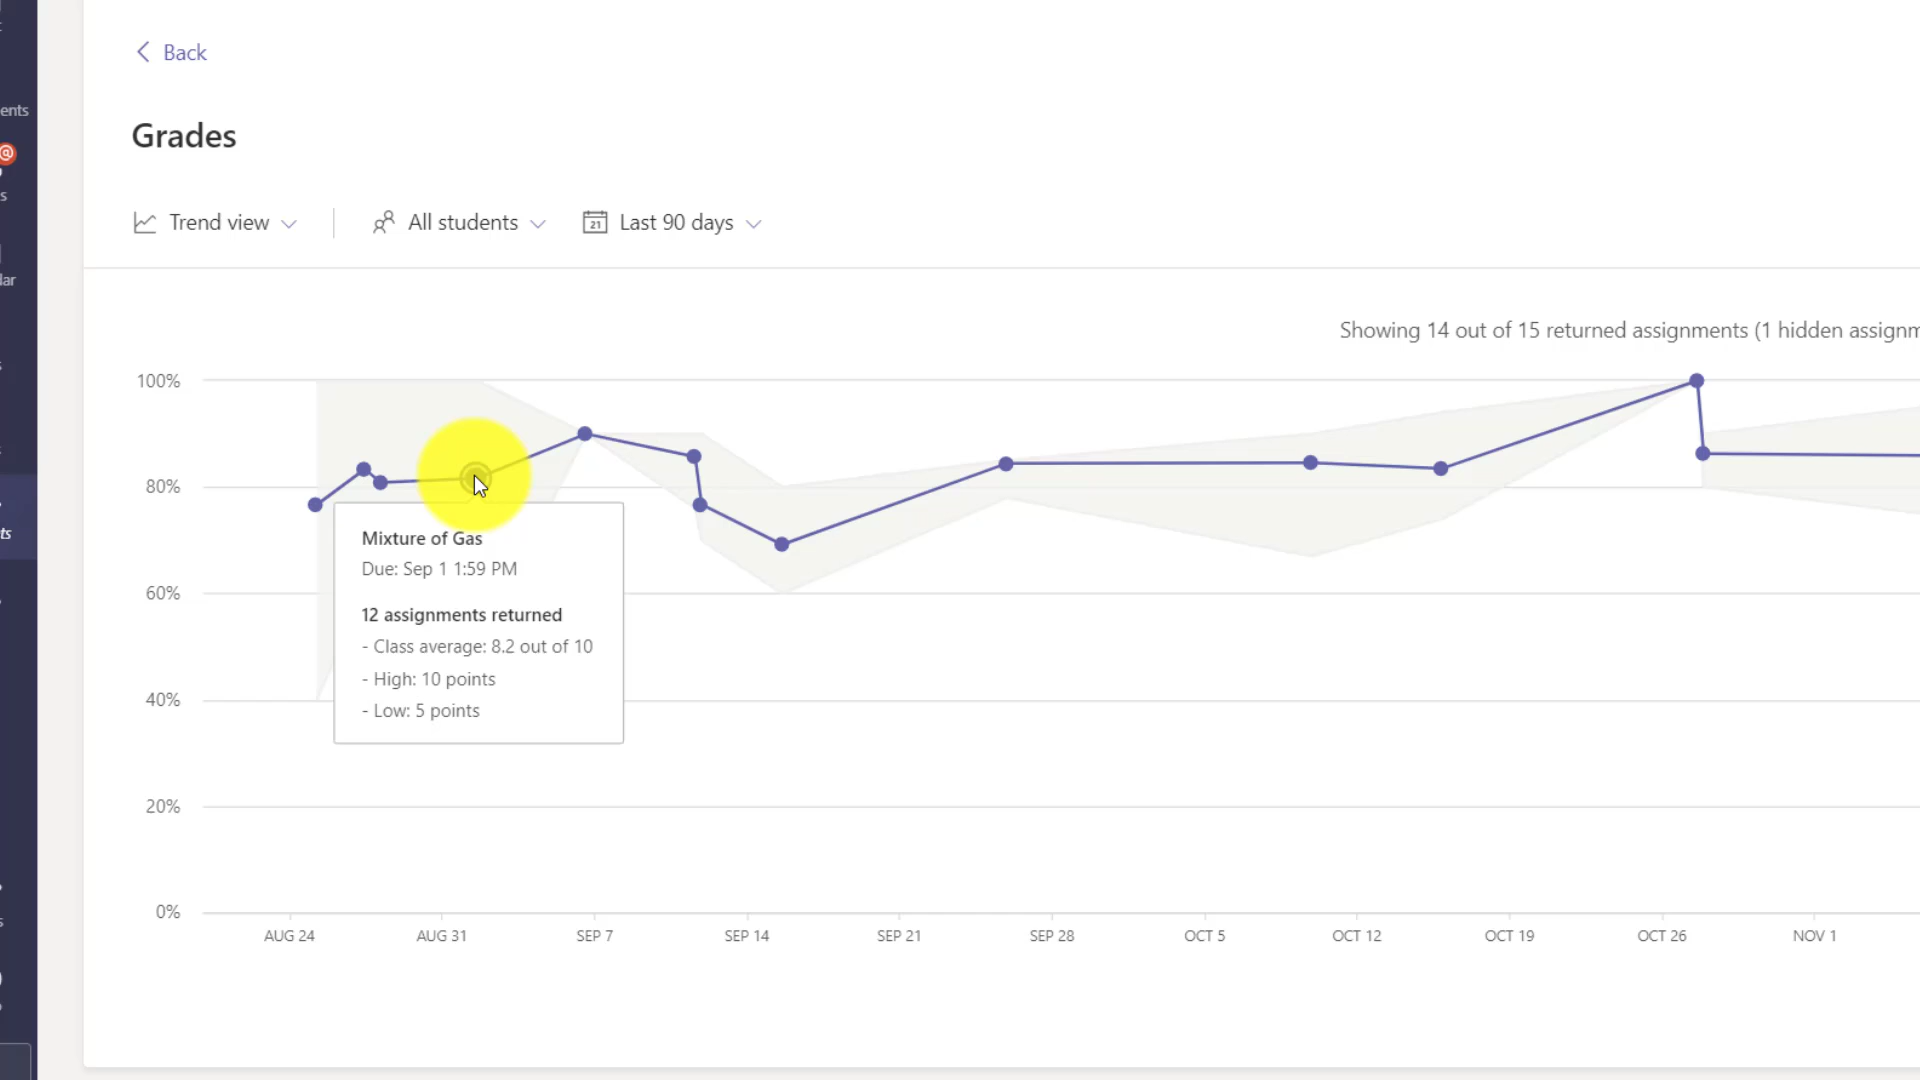 Back
ents
Grades
@
s
Trend view
All students
21
Last 90 days
lar
Showing 14 out of 15 returned assignments (1 hidden assignm
100%
80%
ts
Mixture of Gas
Due: Sep 1 1:59 PM
60%
12 assignments returned
- Class average: 8.2 out of 10
- High: 10 points
40%
- Low: 5 points
20%
0%
s
AUG 24 AUG 31 SEP 7 SEP 14 SEP 21 SEP 28 OCT 5 OCT 12 OCT 19 OCT 26 NOV 1